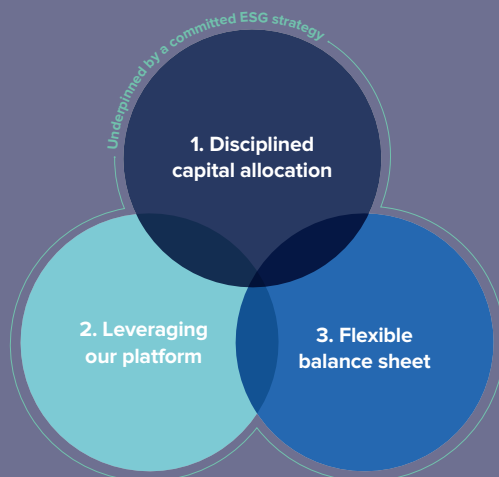 Underpinned by a committed ESG strategy
1. Disciplined
capital allocation
2. Leveraging
our platform
3. Flexible
balance sheet